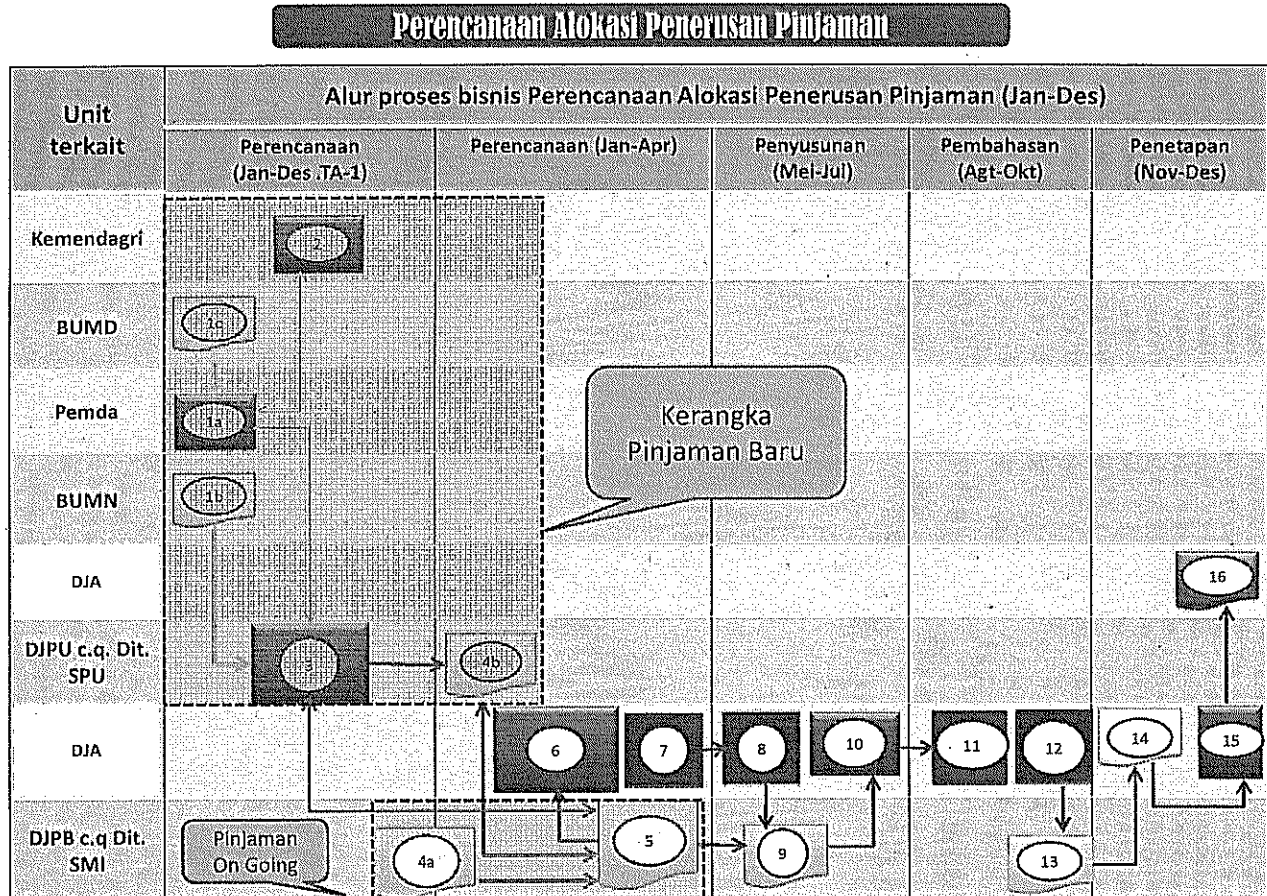 Perencanaan Alokasi Penerusan Pinjaman
Unit
terkait
Alur proses bisnis Perencanaan Alokasi Penerusan Pinjaman (Jan-Des)
Perencanaan
(Jan-Des .TA-1)
Perencanaan (Jan-Apr)
Penyusunan
(Mei-Jul)
Pembahasan
(Agt-Okt)
Penetapan
(Nov-Des)
Kemendagri
2
BUMD
1c
Pemda
1a
Kerangka
Pinjaman Baru
BUMN
1b
DJA
16
DJPU c.q. Dit.
SPU
3
4b
DJA
6
7
8
10
11
12
14
15
DJPB c.q Dit.
SMI
Pinjaman
On Going
4a
5
9
13